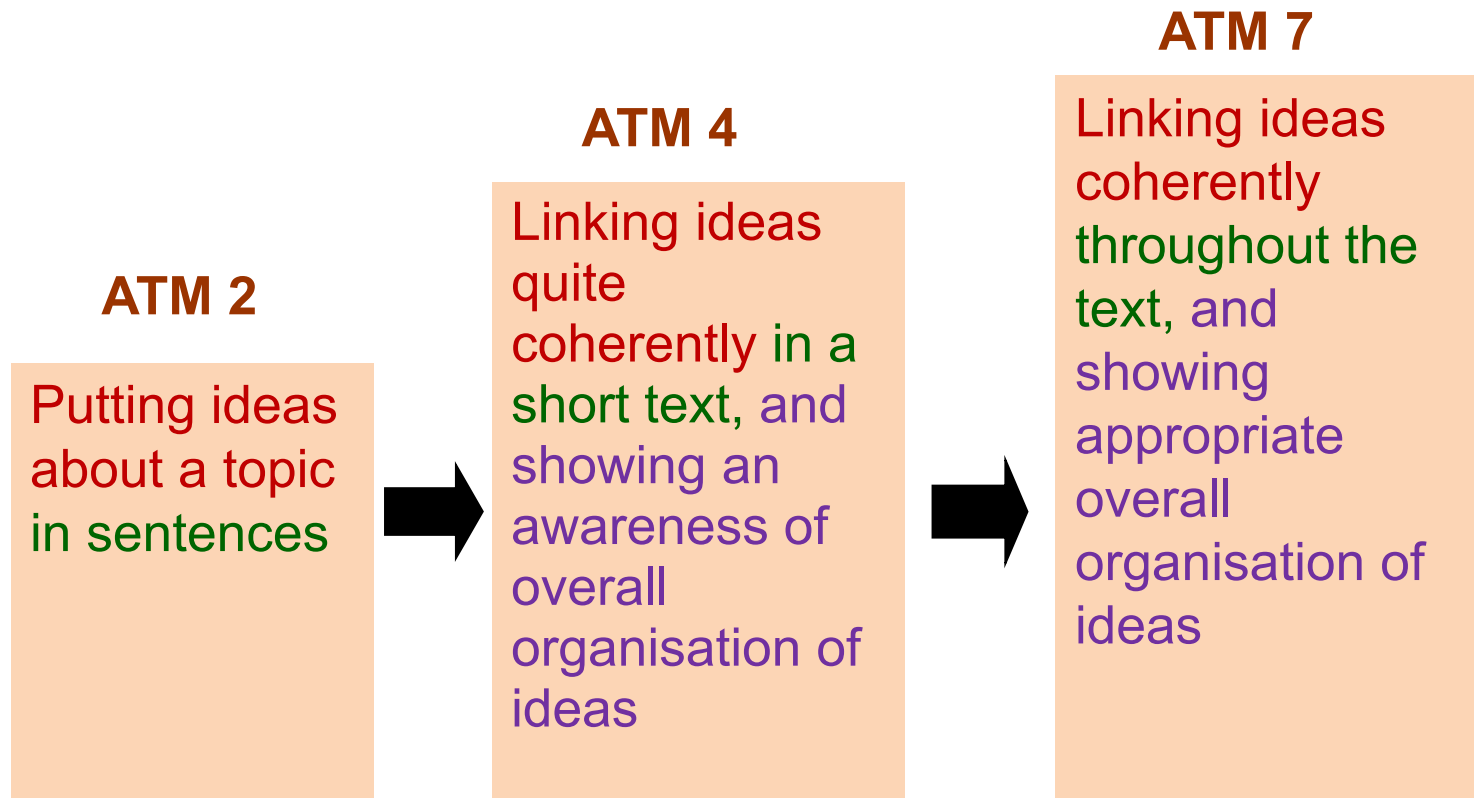 ATM 2
Putting ideas
about a topic
in sentences
ATM 4
Linking ideas
quite
coherently in a
short text, and
showing an
awareness of
overall
organisation of
ideas
ATM 7
Linking ideas
coherently
throughout the
text, and
showing
appropriate
overall
organisation of
ideas